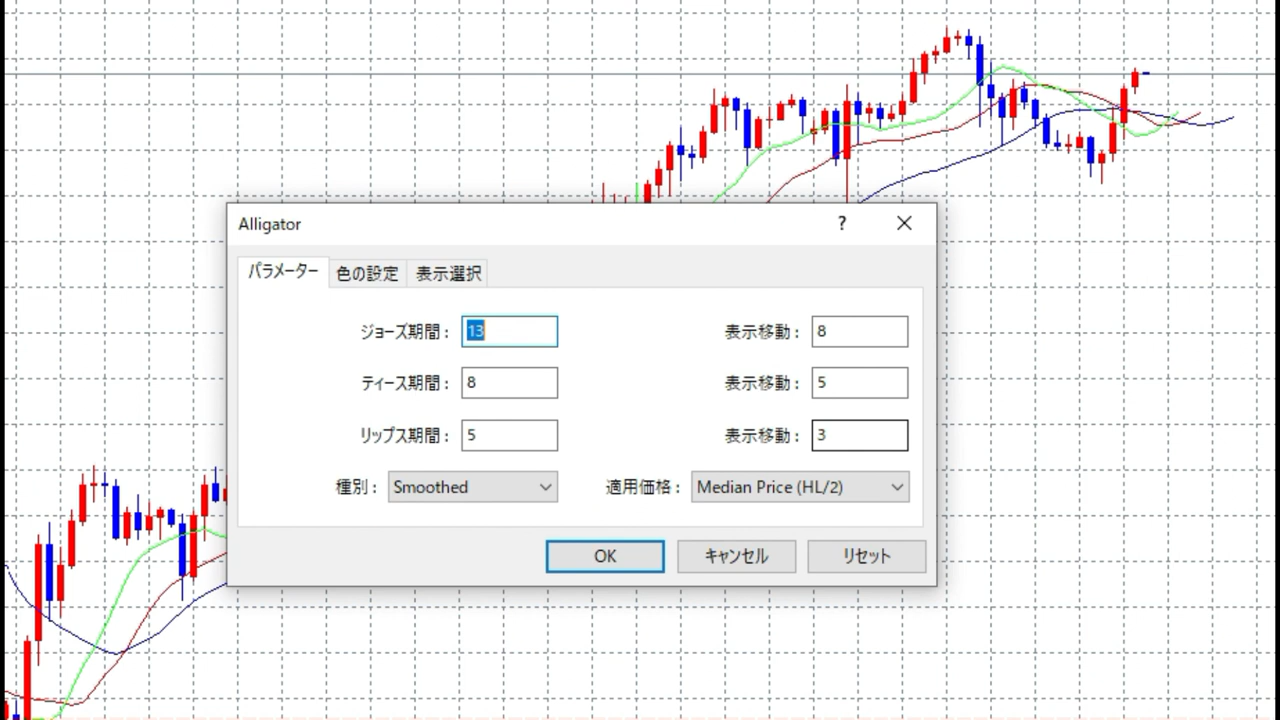 Alligator ?
パラメーター 色の設定 表示選択
ジョーズ期間: 13 表示移動: 8
ティース期間: 8 表示移動: 5
リップス期間: 5 表示移動: 3
種別: Smoothed 適用価格: Median Price (HL/2)
OK キャンセル リセット